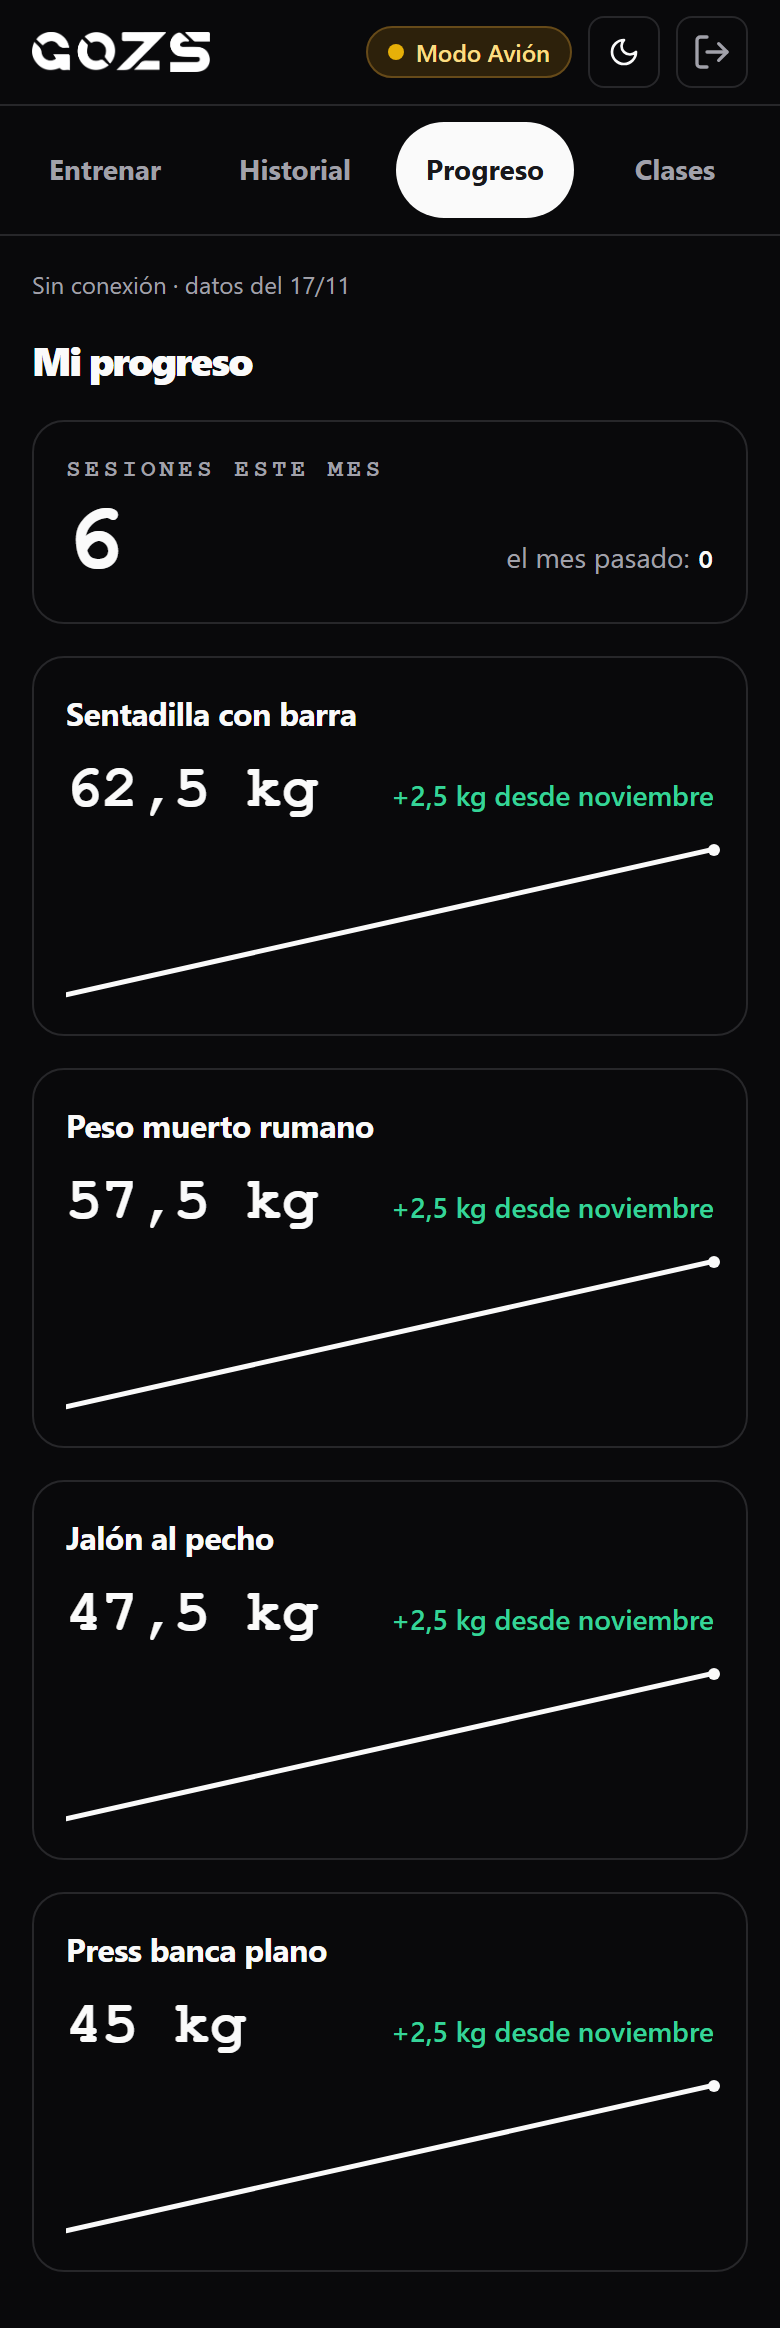 GOZS
Modo Avión
Entrenar
Historial
Progreso
Clases
Sin conexión · datos del 17/11
Mi progreso
SESIONES ESTE MES
6
el mes pasado: 0
Sentadilla con barra
62,5 kg
+2,5 kg desde noviembre
Peso muerto rumano
57,5 kg
+2,5 kg desde noviembre
Jalón al pecho
47,5 kg
+2,5 kg desde noviembre
Press banca plano
45 kg
+2,5 kg desde noviembre